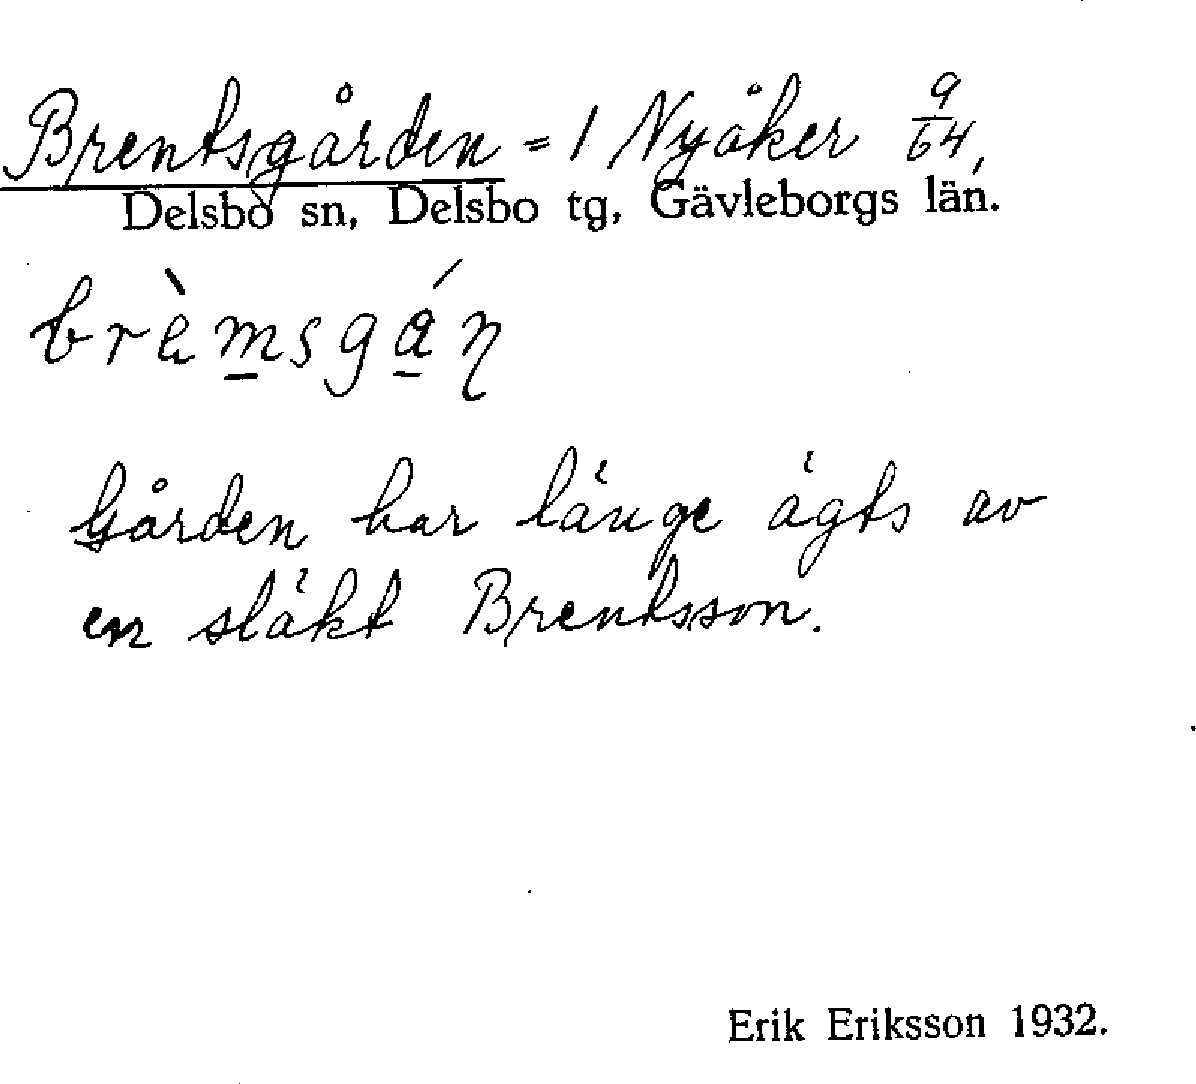 Brentsgården = 1 Nyåker 9/64,
Delsbo sn, Delsbo tg, Gävleborgs län.
brèmsgáη
Gården har länge ägts av
en släkt Brentsson.
Erik Eriksson 1932.